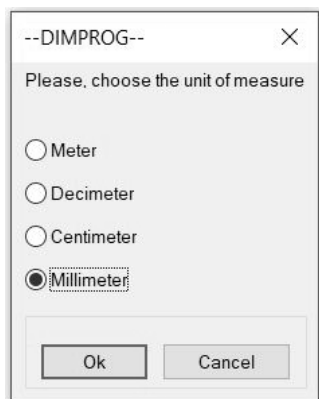 --DIMPROG--
Please, choose the unit of measure
Meter
Decimeter
Centimeter
Millimeter
Ok Cancel